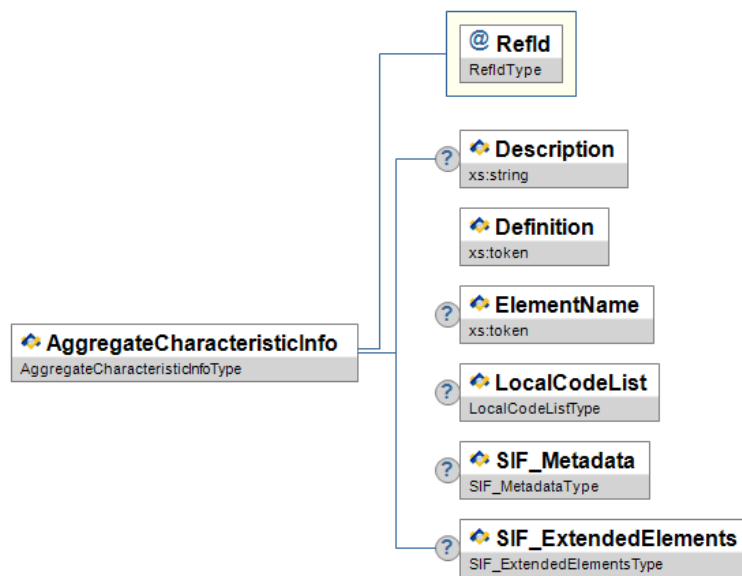 @ RefId
RefIdType
? Description
xs:string
Definition
xs:token
? ElementName
xs:token
AggregateCharacteristicInfo
AggregateCharacteristicInfoType
? LocalCodeList
LocalCodeListType
? SIF_Metadata
SIF_MetadataType
? SIF_ExtendedElements
SIF_ExtendedElementsType